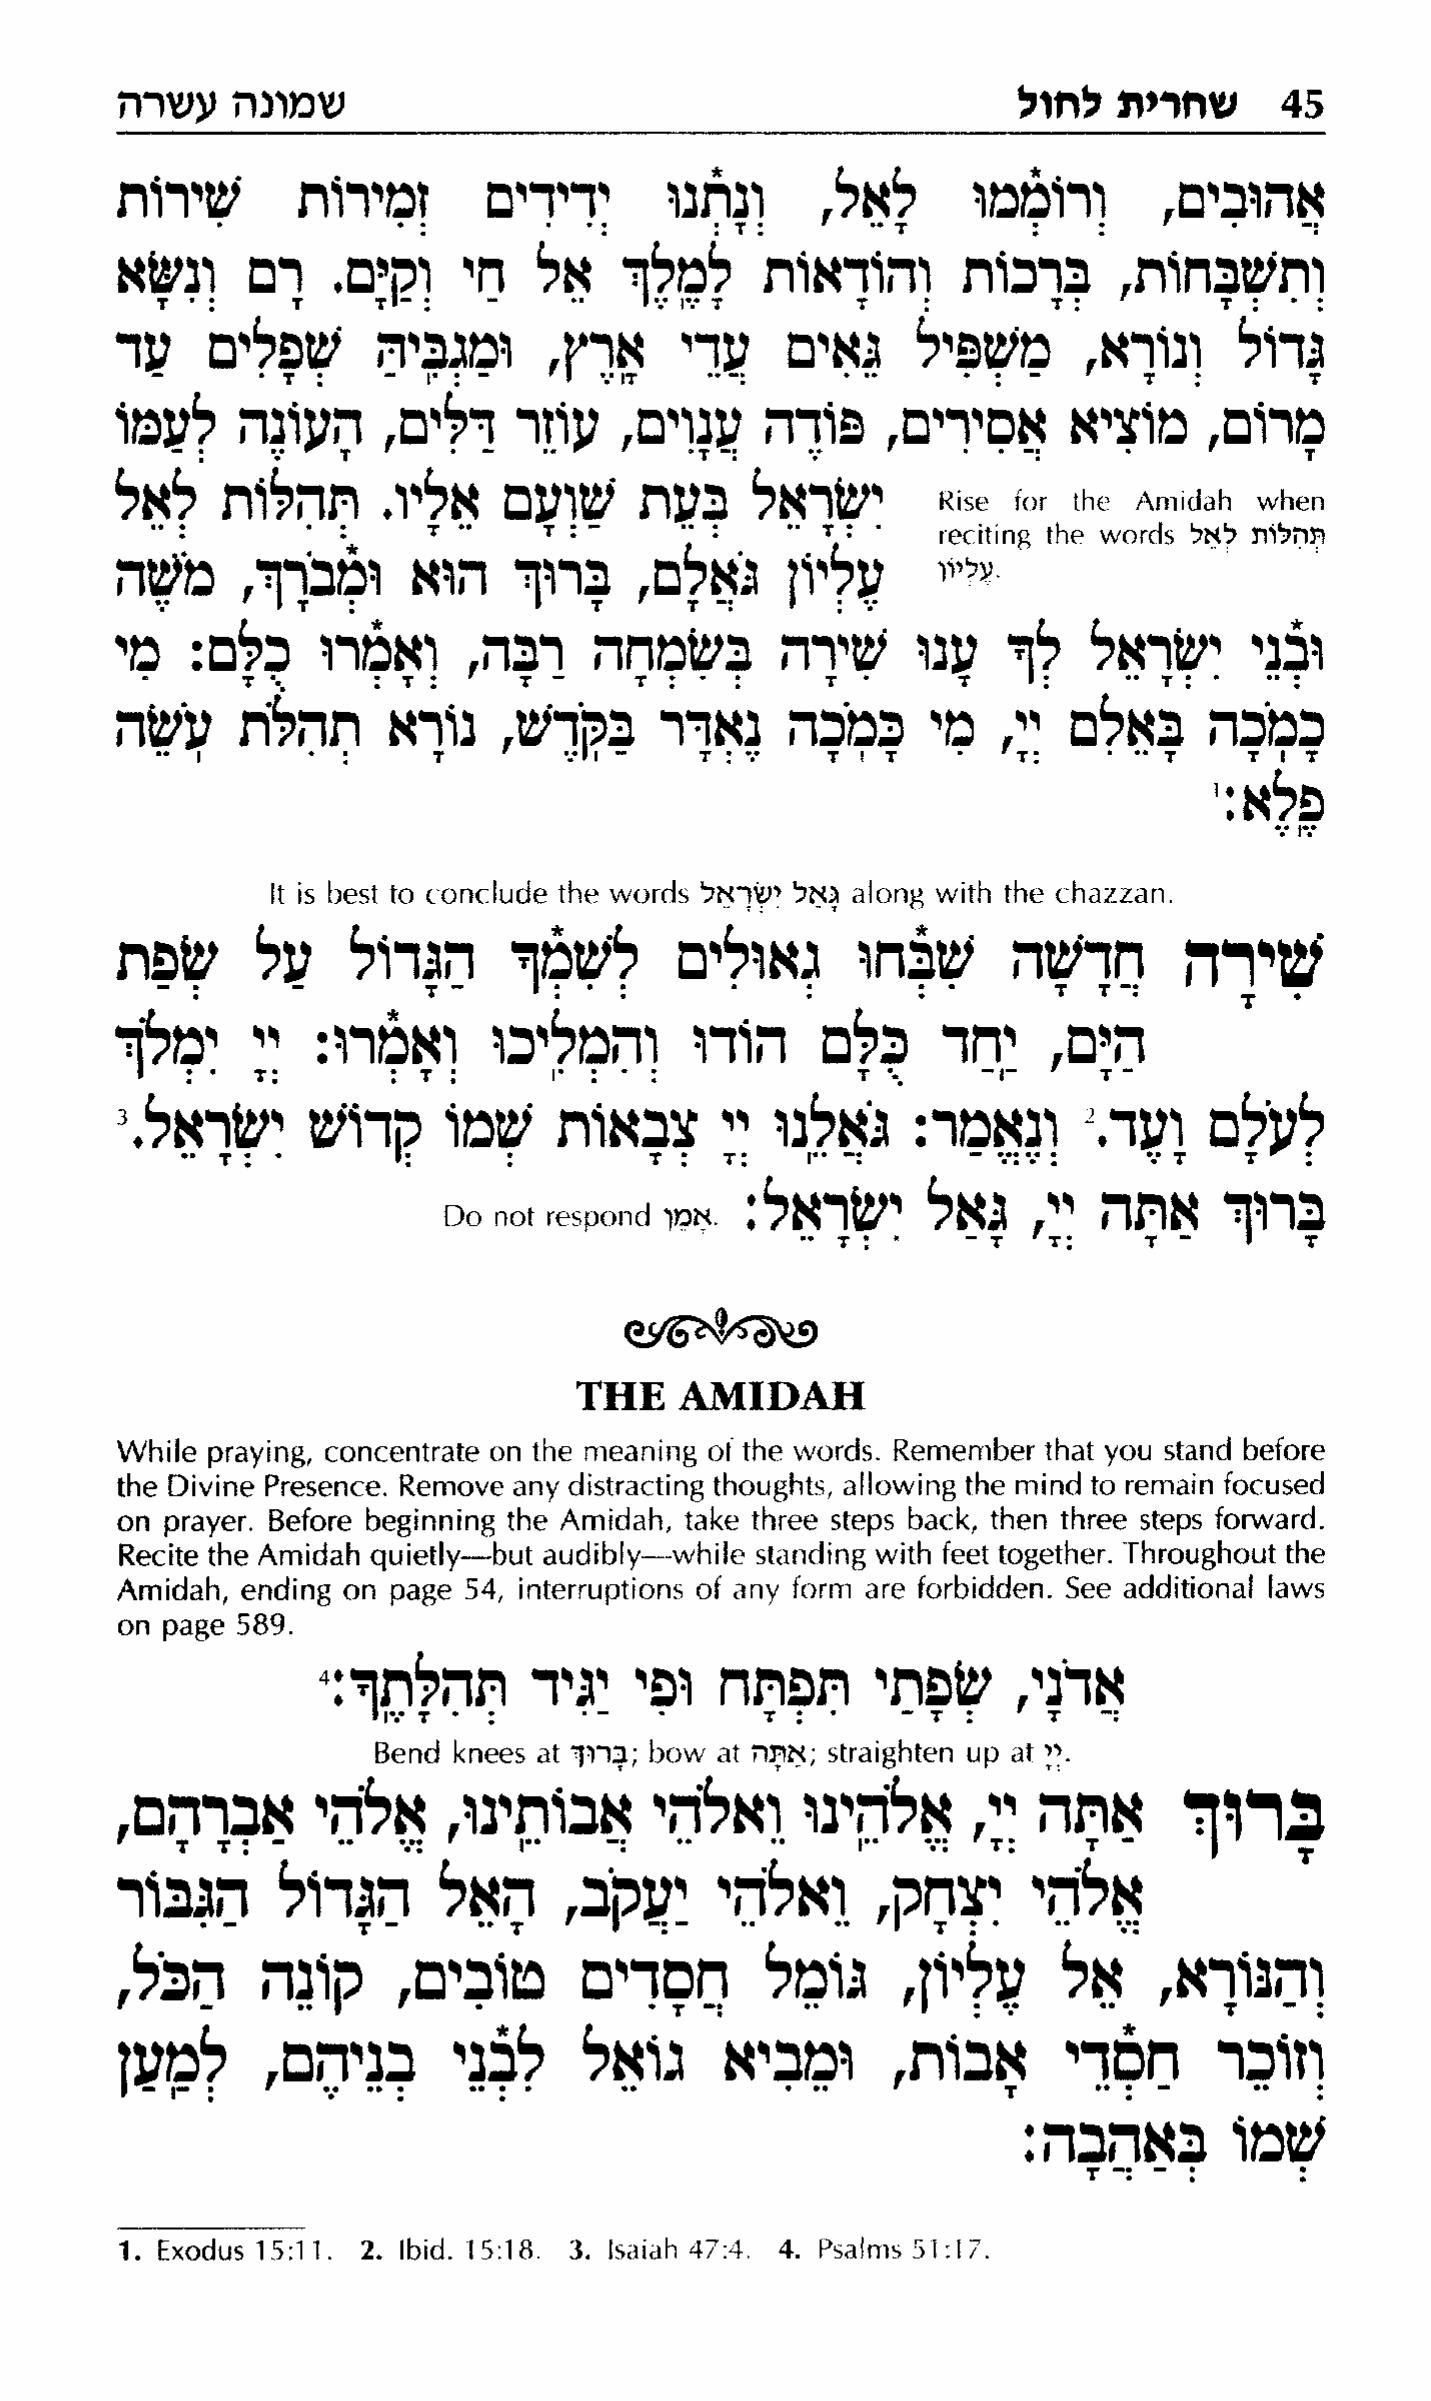 45 שחרית לחול שמונה עשרה
אֲהוּבִים, וְרוֹמְֿמוּ לָאֵל, וְנָתְֿנוּ יְדִידִים זְמִירוֹת שִׁירוֹת
וְתִשְׁבָּחוֹת, בְּרָכוֹת וְהוֹדָאוֹת לְמֶֽלֶךְ אֵל חַי וְקַיָּם. רָם וְנִשָּׂא
גָּדוֹל וְנוֹרָא, מַשְׁפִּיל גֵּאִים עֲדֵי אָֽרֶץ, וּמַגְבִּֽיהַּ שְׁפָלִים עַד
מָרוֹם, מוֹצִיא אֲסִירִים, פּוֹדֶה עֲנָוִים, עוֹזֵר דַּלִּים, הָעוֹנֶה לְעַמּוֹ
יִשְׂרָאֵל בְּעֵת שַׁוְעָם אֵלָיו. תְּהִלּוֹת לְאֵל
Rise for the Amidah when
reciting the words תְּהִלּוֹת לְאֵל
עֶלְיוֹן.
עֶלְיוֹן גֹּאֲלָם, בָּרוּךְ הוּא וּמְֿבֹרָךְ, מֹשֶׁה
וּבְֿנֵי יִשְׂרָאֵל לְךָ עָנוּ שִׁירָה בְּשִׂמְחָה רַבָּה, וְאָמְֿרוּ כֻלָּם: מִי
כָמֹֽכָה בָּאֵלִם יְיָ, מִי כָּמֹֽכָה נֶאְדָּר בַּקֹּֽדֶשׁ, נוֹרָא תְהִלֹּת עֹֽשֵׂה
פֶֽלֶא:¹
It is best to conclude the words גָּאַל יִשְׂרָאֵל along with the chazzan.
שִׁירָה חֲדָשָׁה שִׁבְּֿחוּ גְאוּלִים לְשִׁמְֿךָ הַגָּדוֹל עַל שְׂפַת
הַיָּם, יַֽחַד כֻּלָּם הוֹדוּ וְהִמְלִֽיכוּ וְאָמְֿרוּ: יְיָ יִמְלֹךְ
לְעֹלָם וָעֶד.² וְנֶאֱמַר: גֹּאֲלֵֽנוּ יְיָ צְבָאוֹת שְׁמוֹ קְדוֹשׁ יִשְׂרָאֵל.³
בָּרוּךְ אַתָּה יְיָ, גָּאַל יִשְׂרָאֵל: Do not respond אָמֵן.
THE AMIDAH
While praying, concentrate on the meaning of the words. Remember that you stand before
the Divine Presence. Remove any distracting thoughts, allowing the mind to remain focused
on prayer. Before beginning the Amidah, take three steps back, then three steps forward.
Recite the Amidah quietly—but audibly—while standing with feet together. Throughout the
Amidah, ending on page 54, interruptions of any form are forbidden. See additional laws
on page 589.
אֲדֹנָי, שְׂפָתַי תִּפְתָּח וּפִי יַגִּיד תְּהִלָּתֶֽךָ:⁴
Bend knees at בָּרוּךְ; bow at אַתָּה; straighten up at יְיָ.
בָּרוּךְ אַתָּה יְיָ, אֱלֹהֵֽינוּ וֵאלֹהֵי אֲבוֹתֵֽינוּ, אֱלֹהֵי אַבְרָהָם,
אֱלֹהֵי יִצְחָק, וֵאלֹהֵי יַעֲקֹב, הָאֵל הַגָּדוֹל הַגִּבּוֹר
וְהַנּוֹרָא, אֵל עֶלְיוֹן, גּוֹמֵל חֲסָדִים טוֹבִים, קוֹנֵה הַכֹּל,
וְזוֹכֵר חַסְֿדֵי אָבוֹת, וּמֵבִיא גוֹאֵל לִבְֿנֵי בְנֵיהֶם, לְמַֽעַן
שְׁמוֹ בְּאַהֲבָה:
1. Exodus 15:11. 2. Ibid. 15:18. 3. Isaiah 47:4. 4. Psalms 51:17.